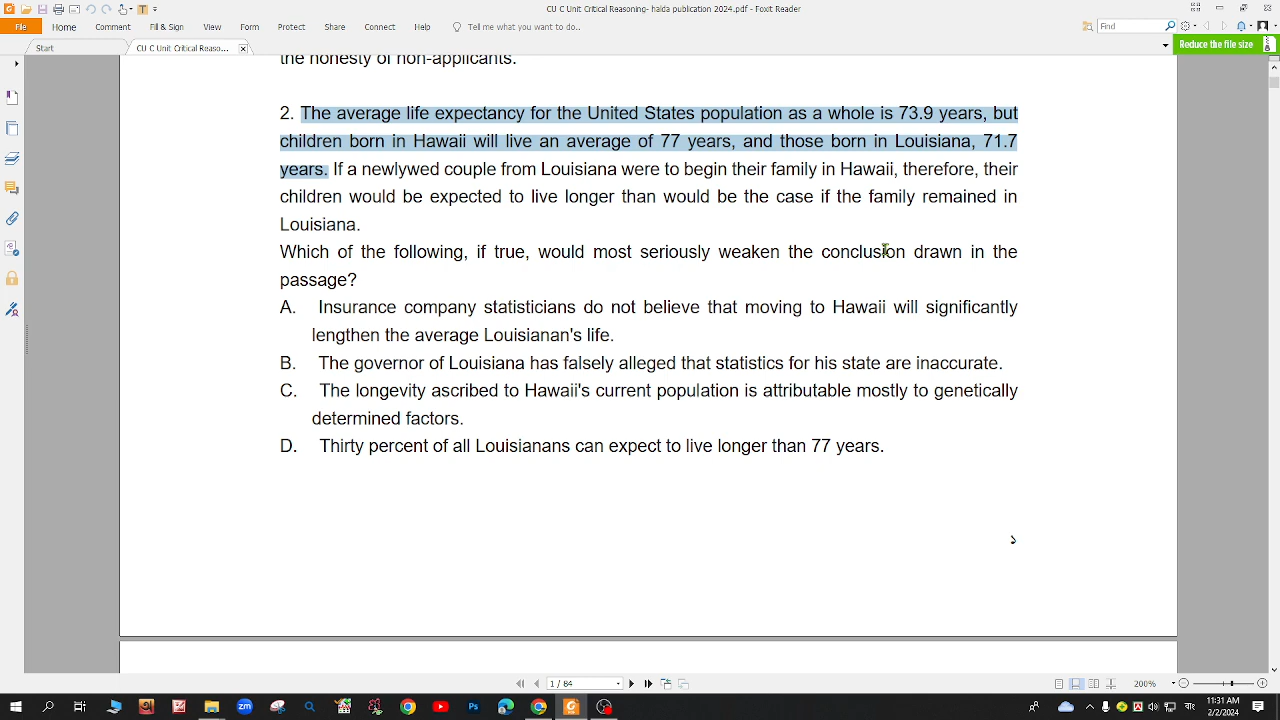 CU C Unit Critical Reasoning- haida publication 2024.pdf - Foxit Reader
File Home Comment Fill & Sign View Form Protect Share Connect Help Tell me what you want to do.. Find
Start CU C Unit Critical Reaso... Reduce the file size
the honesty of non-applicants.
2. The average life expectancy for the United States population as a whole is 73.9 years, but
children born in Hawaii will live an average of 77 years, and those born in Louisiana, 71.7
years. If a newlywed couple from Louisiana were to begin their family in Hawaii, therefore, their
children would be expected to live longer than would be the case if the family remained in
Louisiana.
Which of the following, if true, would most seriously weaken the conclusion drawn in the
passage?
A. Insurance company statisticians do not believe that moving to Hawaii will significantly
lengthen the average Louisianan's life.
B. The governor of Louisiana has falsely alleged that statistics for his state are inaccurate.
C. The longevity ascribed to Hawaii's current population is attributable mostly to genetically
determined factors.
D. Thirty percent of all Louisianans can expect to live longer than 77 years.
1 / 84 200%
11:31 AM
2/2/2024